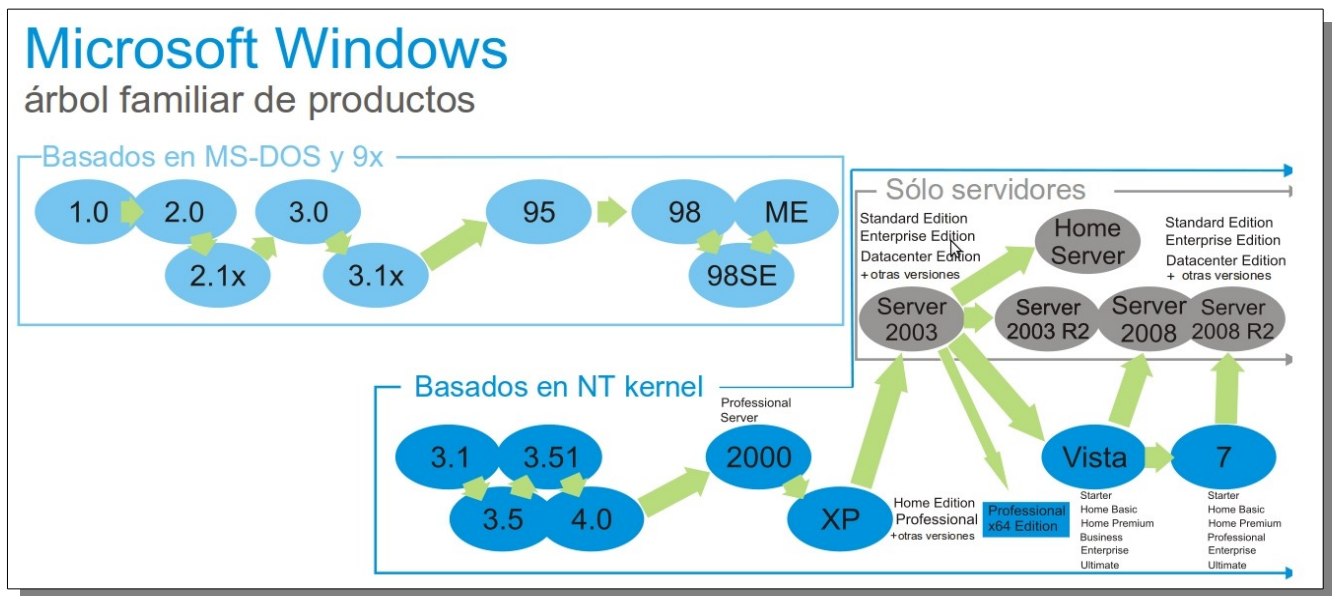 Microsoft Windows
árbol familiar de productos
Basados en MS-DOS y 9x
1.0
2.0
3.0
95
98
ME
2.1x
3.1x
98SE
Sólo servidores
Standard Edition
Enterprise Edition
Datacenter Edition
+otras versiones
Home
Server
Standard Edition
Enterprise Edition
Datacenter Edition
+ otras versiones
Server
2003
Server
2003 R2
Server
2008
Server
2008 R2
Basados en NT kernel
Professional
Server
3.1
3.51
2000
Vista
7
3.5
4.0
XP
Home Edition
Professional
+otras versiones
Professional
x64 Edition
Starter
Home Basic
Home Premium
Business
Enterprise
Ultimate
Starter
Home Basic
Home Premium
Professional
Enterprise
Ultimate